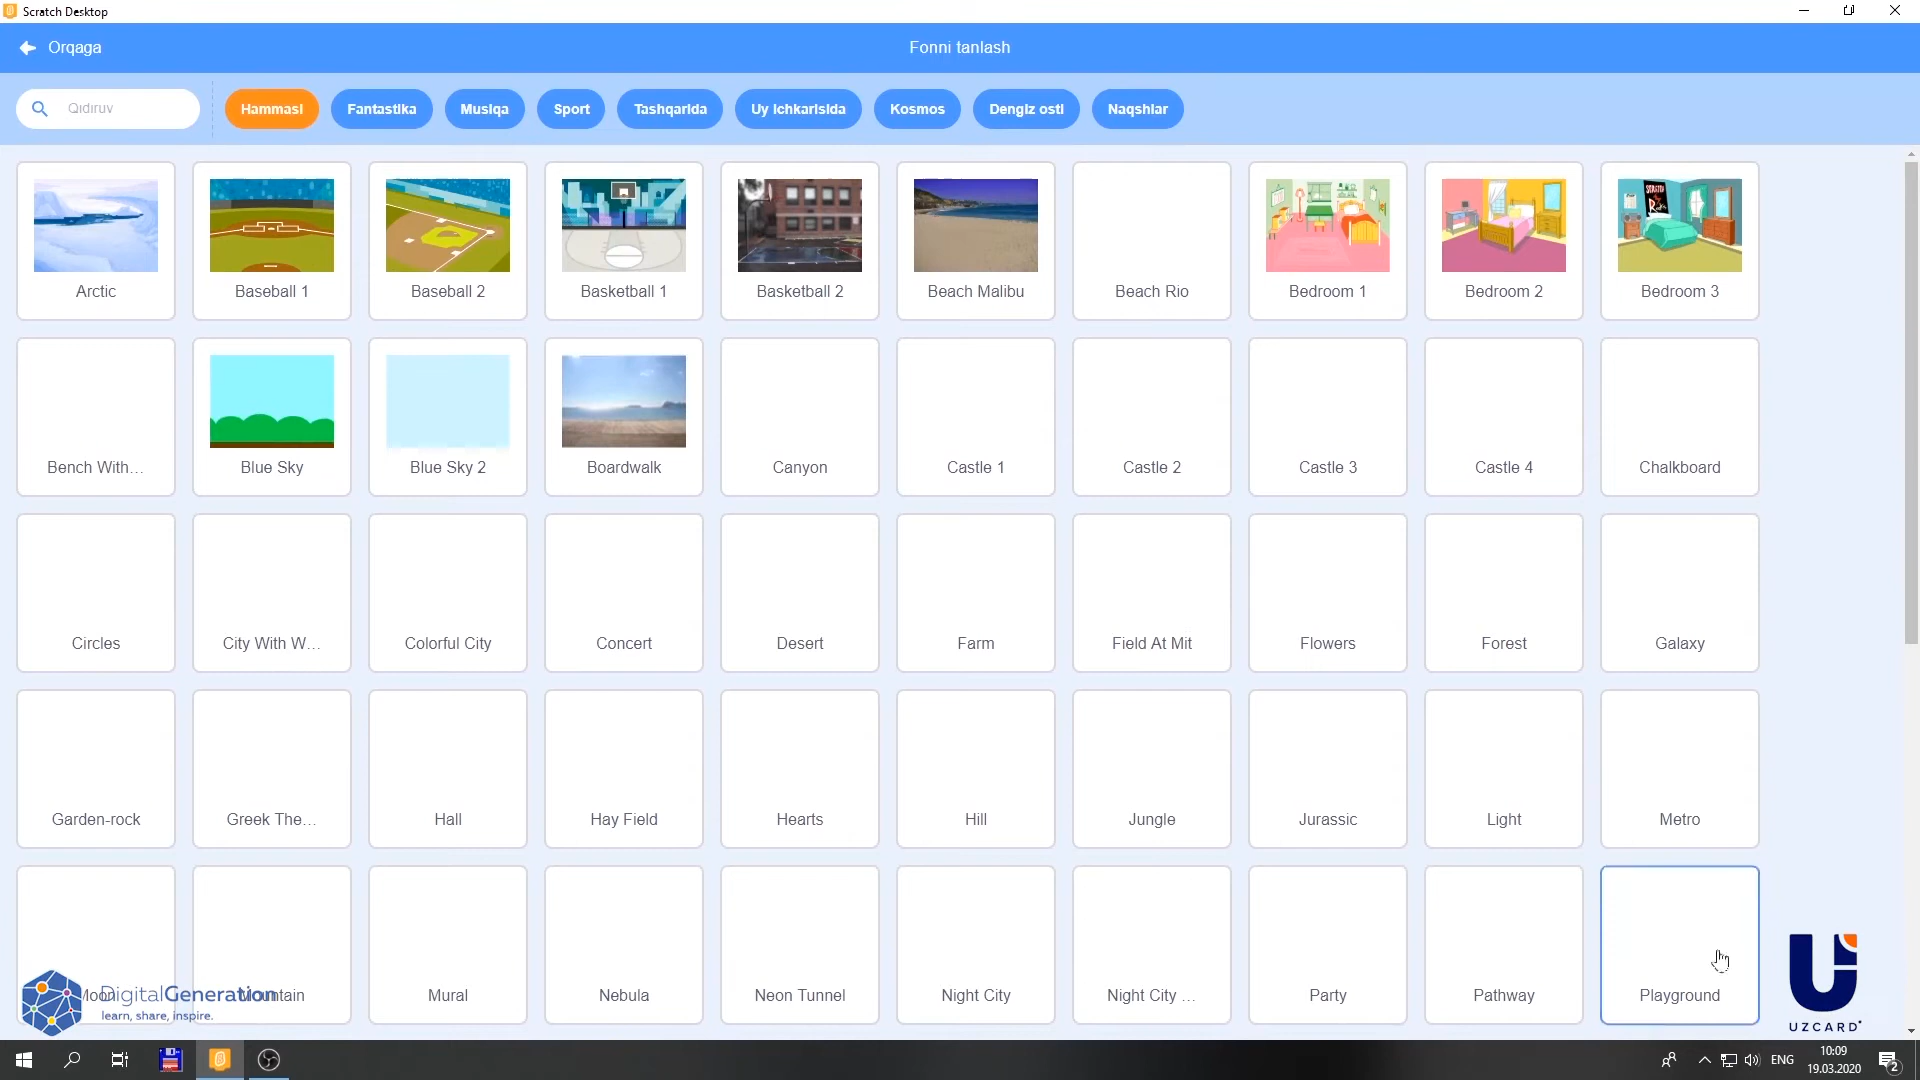 Scratch Desktop
Orqaga
Fonni tanlash
Qidiruv
Hammasi
Fantastika
Musiqa
Sport
Tashqarida
Uy ichkarisida
Kosmos
Dengiz osti
Naqshlar
Arctic
Baseball 1
Baseball 2
Basketball 1
Basketball 2
Beach Malibu
Beach Rio
Bedroom 1
Bedroom 2
Bedroom 3
Bench With...
Blue Sky
Blue Sky 2
Boardwalk
Canyon
Castle 1
Castle 2
Castle 3
Castle 4
Chalkboard
Circles
City With W...
Colorful City
Concert
Desert
Farm
Field At Mit
Flowers
Forest
Galaxy
Garden-rock
Greek The...
Hall
Hay Field
Hearts
Hill
Jungle
Jurassic
Light
Metro
Moon
Mountain
Mural
Nebula
Neon Tunnel
Night City
Night City ...
Party
Pathway
Playground
DigitalGeneration
learn, share, inspire.
UZCARD
ENG
10:09
19.03.2020
2